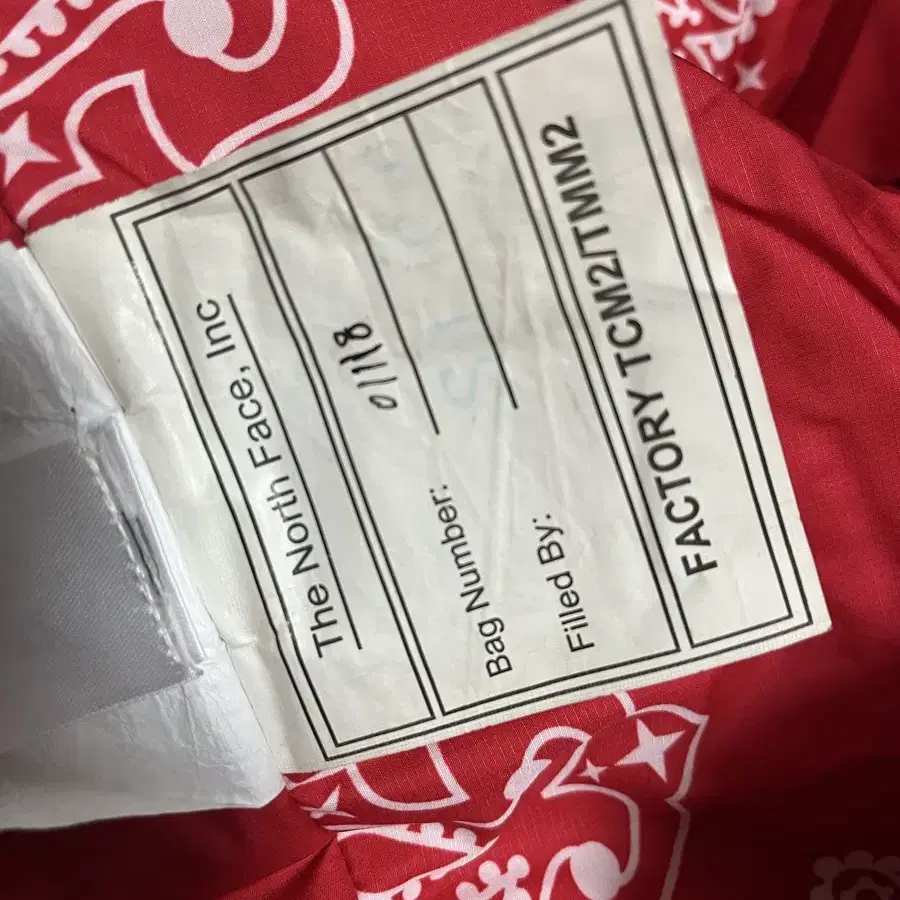 The North Face, Inc
01118
Bag Number:
Filled By:
FACTORY TCM2/TMM2